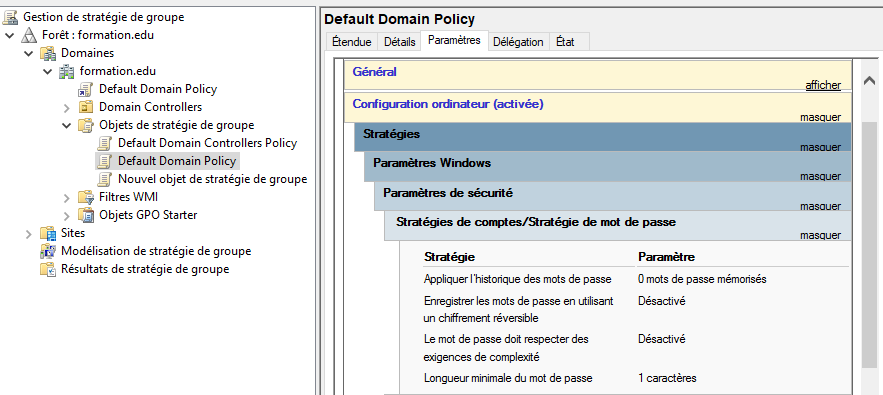 Gestion de stratégie de groupe
Forêt : formation.edu
Domaines
formation.edu
Default Domain Policy
Domain Controllers
Objets de stratégie de groupe
Default Domain Controllers Policy
Default Domain Policy
Nouvel objet de stratégie de groupe
Filtres WMI
Objets GPO Starter
Sites
Modélisation de stratégie de groupe
Résultats de stratégie de groupe
Default Domain Policy
Étendue Détails Paramètres Délégation État
Général
afficher
Configuration ordinateur (activée)
masquer
Stratégies
masquer
Paramètres Windows
masquer
Paramètres de sécurité
masquer
Stratégies de comptes/Stratégie de mot de passe
masquer
Stratégie Paramètre
Appliquer l'historique des mots de passe 0 mots de passe mémorisés
Enregistrer les mots de passe en utilisant Désactivé
un chiffrement réversible
Le mot de passe doit respecter des Désactivé
exigences de complexité
Longueur minimale du mot de passe 1 caractères